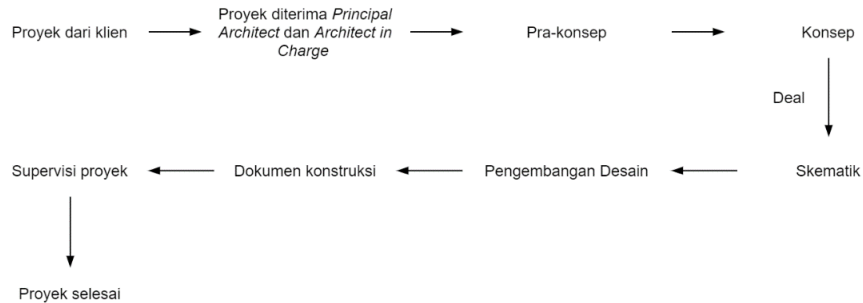 Proyek dari klien
Proyek diterima Principal
Architect dan Architect in
Charge
Pra-konsep
Konsep
Deal
Skematik
Pengembangan Desain
Dokumen konstruksi
Supervisi proyek
Proyek selesai